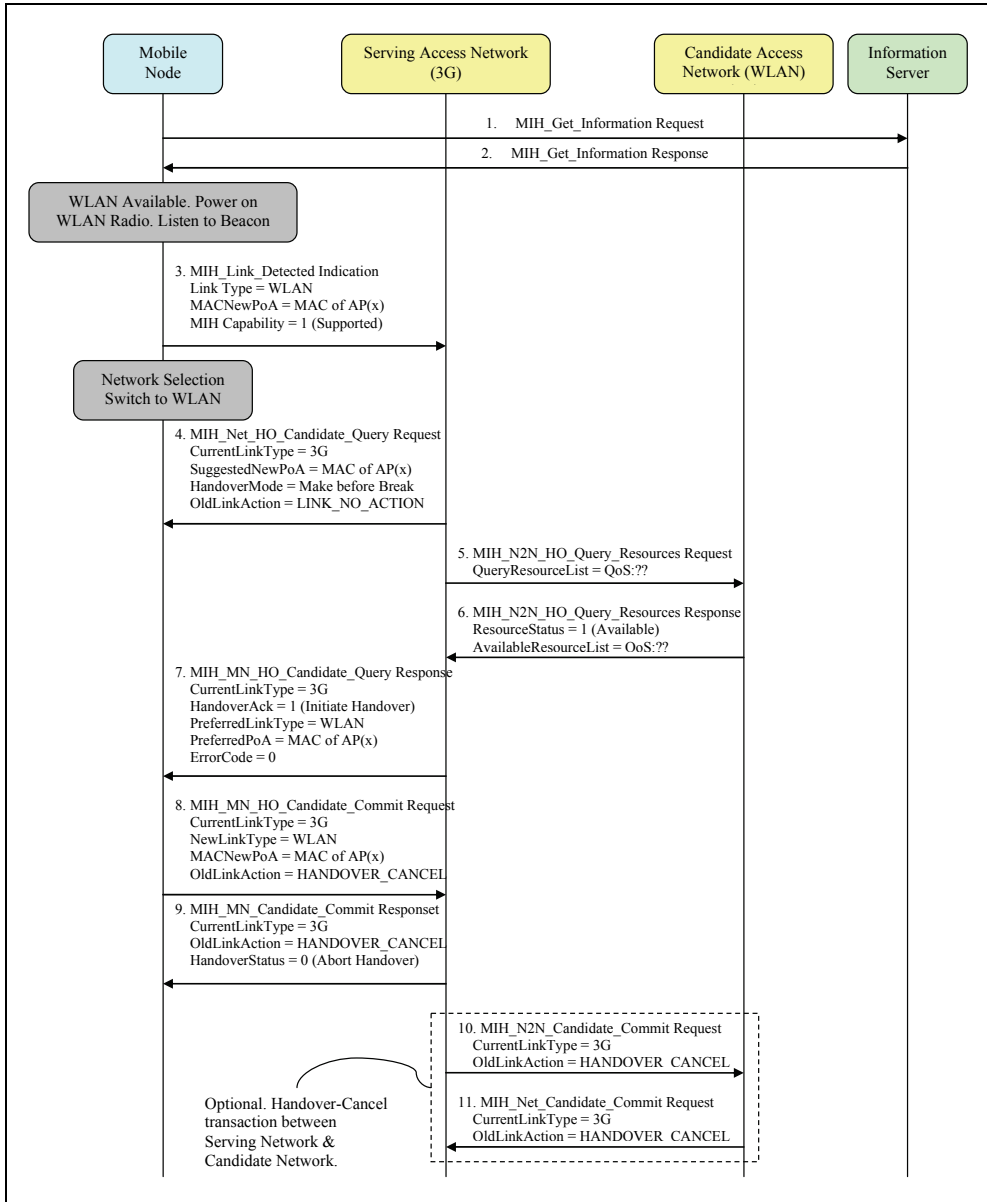 Mobile
Node
Serving Access Network
(3G)
Candidate Access
Network (WLAN)
Information
Server
1. MIH_Get_Information Request
2. MIH_Get_Information Response
WLAN Available. Power on
WLAN Radio. Listen to Beacon
3. MIH_Link_Detected Indication
Link Type = WLAN
MACNewPoA = MAC of AP(x)
MIH Capability = 1 (Supported)
Network Selection
Switch to WLAN
4. MIH_Net_HO_Candidate_Query Request
CurrentLinkType = 3G
SuggestedNewPoA = MAC of AP(x)
HandoverMode = Make before Break
OldLinkAction = LINK_NO_ACTION
5. MIH_N2N_HO_Query_Resources Request
QueryResourceList = QoS:??
6. MIH_N2N_HO_Query_Resources Response
ResourceStatus = 1 (Available)
AvailableResourceList = OoS:??
7. MIH_MN_HO_Candidate_Query Response
CurrentLinkType = 3G
HandoverAck = 1 (Initiate Handover)
PreferredLinkType = WLAN
PreferredPoA = MAC of AP(x)
ErrorCode = 0
8. MIH_MN_HO_Candidate_Commit Request
CurrentLinkType = 3G
NewLinkType = WLAN
MACNewPoA = MAC of AP(x)
OldLinkAction = HANDOVER_CANCEL
9. MIH_MN_Candidate_Commit Responset
CurrentLinkType = 3G
OldLinkAction = HANDOVER_CANCEL
HandoverStatus = 0 (Abort Handover)
10. MIH_N2N_Candidate_Commit Request
CurrentLinkType = 3G
OldLinkAction = HANDOVER_CANCEL
11. MIH_Net_Candidate_Commit Request
CurrentLinkType = 3G
OldLinkAction = HANDOVER_CANCEL
Optional. Handover-Cancel
transaction between
Serving Network &
Candidate Network.